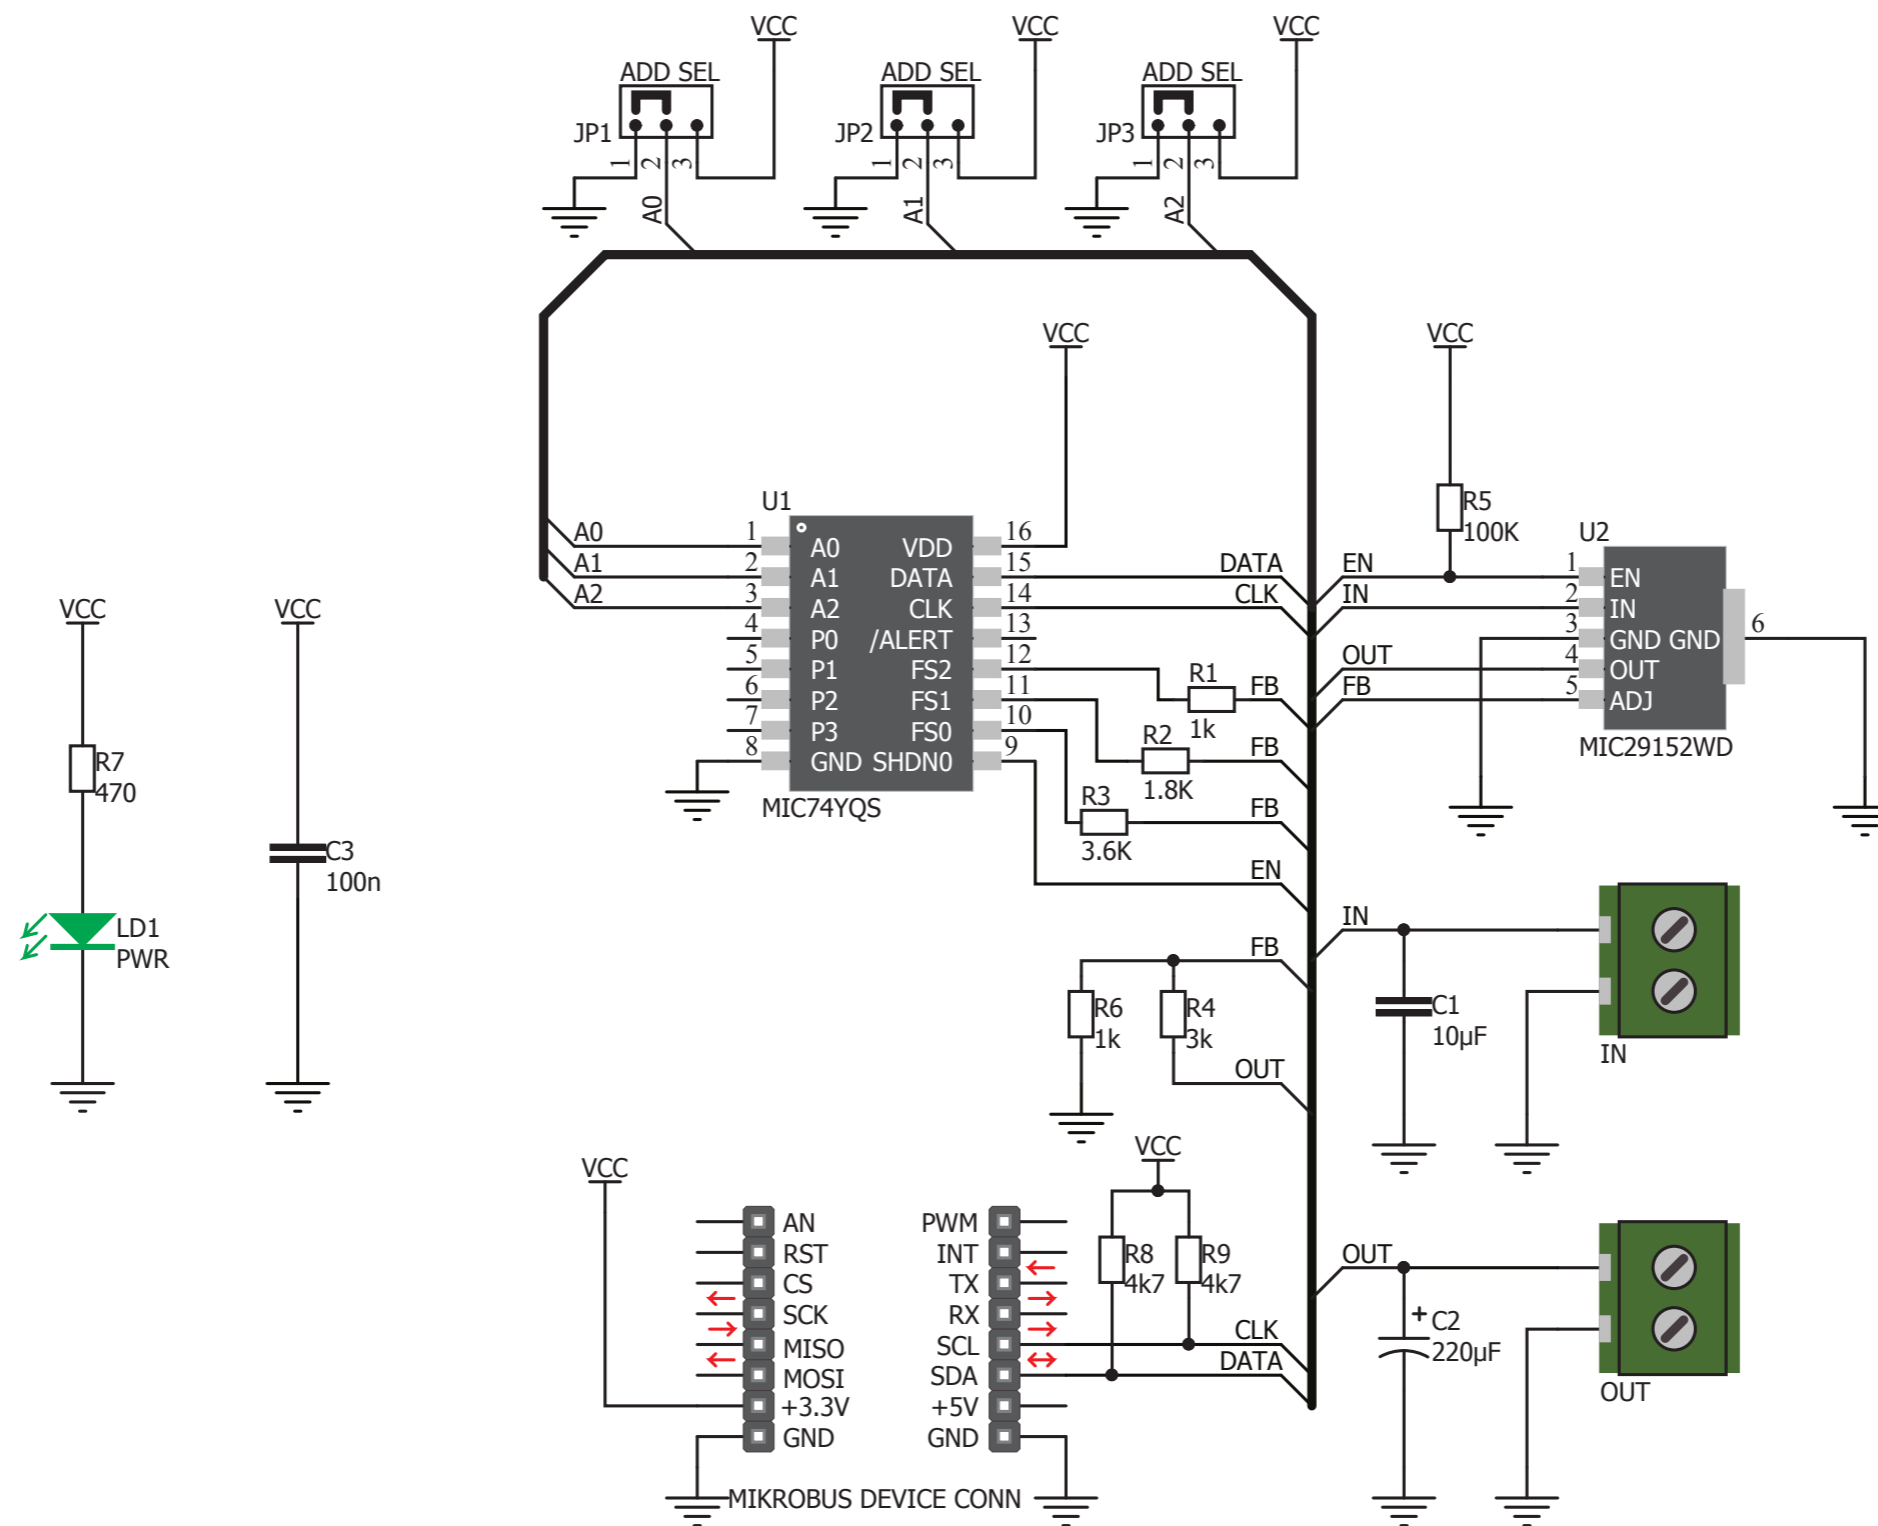 VCC VCC VCC
ADD SEL ADD SEL ADD SEL
JP1 JP2 JP3
1 2 3 1 2 3 1 2 3
A0 A1 A2
VCC VCC
U1
R5
100K
U2
A0 1 A0 VDD 16
A1 2 A1 DATA 15 DATA EN 1 EN
A2 3 A2 CLK 14 CLK IN 2 IN
4 P0 /ALERT 13 3 GND GND 6
5 P1 FS2 12 OUT 4 OUT
6 P2 FS1 11 R1 FB FB 5 ADJ
1k
7 P3 FS0 10 R2 FB
1.8K
8 GND SHDN0 9
MIC74YQS
MIC29152WD
R3 FB
3.6K
EN
VCC VCC
R7
470
C3
100n
LD1
PWR
FB
R6
1k
R4
3k
OUT
IN
C1
10µF
IN
VCC
VCC
R8
4k7
R9
4k7
AN PWM
RST INT
CS TX
SCK RX
MISO SCL CLK
MOSI SDA DATA
+3.3V +5V
GND GND
MIKROBUS DEVICE CONN
OUT
+ C2
220µF
OUT